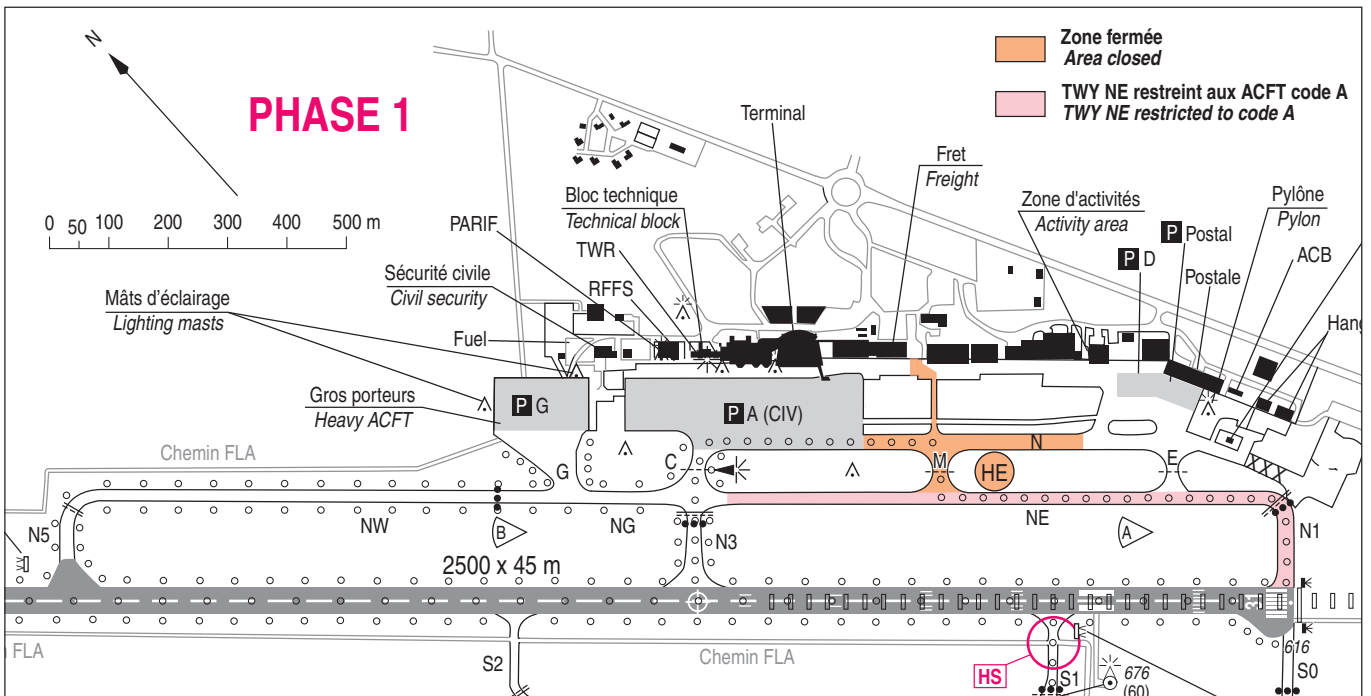 N
PHASE 1
Zone fermée
Area closed
TWY NE restreint aux ACFT code A
TWY NE restricted to code A
0 50 100 200 300 400 500 m
Terminal
Fret
Freight
Bloc technique
Technical block
PARIF
TWR
RFFS
Zone d'activités
Activity area
P Postal
P D
Postale
Pylône
Pylon
ACB
Sécurité civile
Civil security
Mâts d'éclairage
Lighting masts
Fuel
Gros porteurs
Heavy ACFT
P G
P A (CIV)
Chemin FLA
G
C
N
M
HE
E
N5
NW
B
NG
N3
NE
A
N1
2500 x 45 m
FLA
S2
Chemin FLA
HS
S1
676
(60)
616
S0